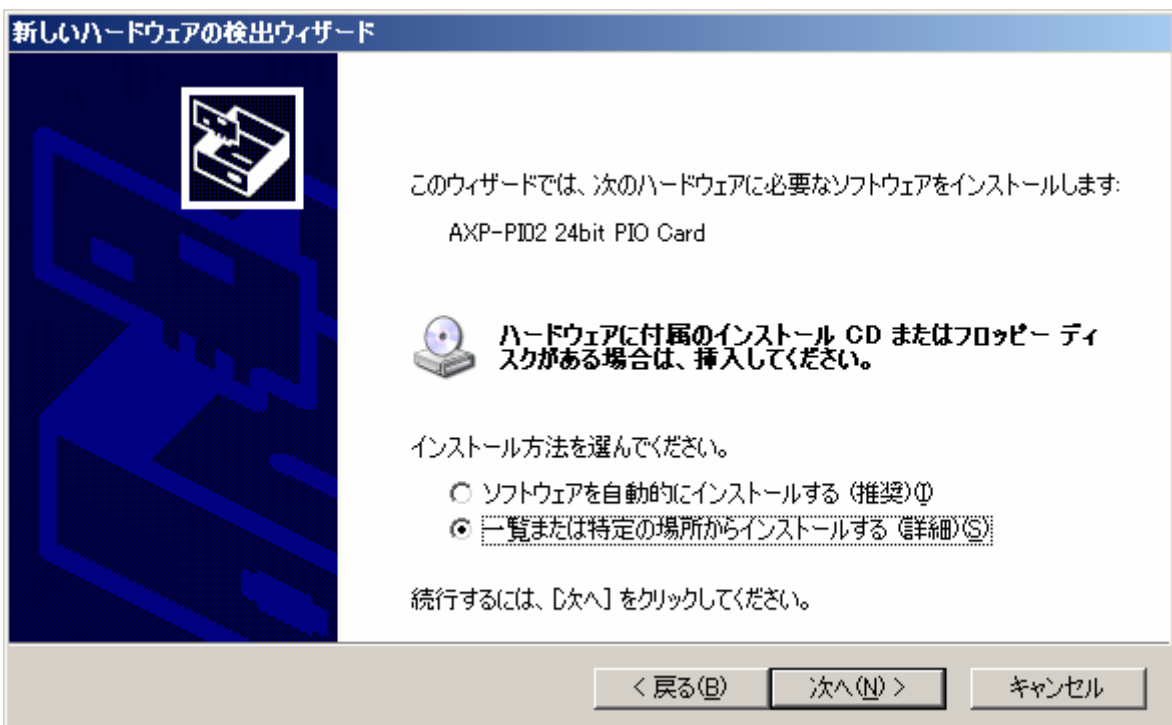 新しいハードウェアの検出ウィザード
このウィザードでは、次のハードウェアに必要なソフトウェアをインストールします:
AXP-PI02 24bit PIO Card
ハードウェアに付属のインストール CD またはフロッピー ディ
スクがある場合は、挿入してください。
インストール方法を選んでください。
ソフトウェアを自動的にインストールする (推奨)(I)
一覧または特定の場所からインストールする (詳細)(S)
続行するには、[次へ] をクリックしてください。
< 戻る(B)
次へ(N) >
キャンセル